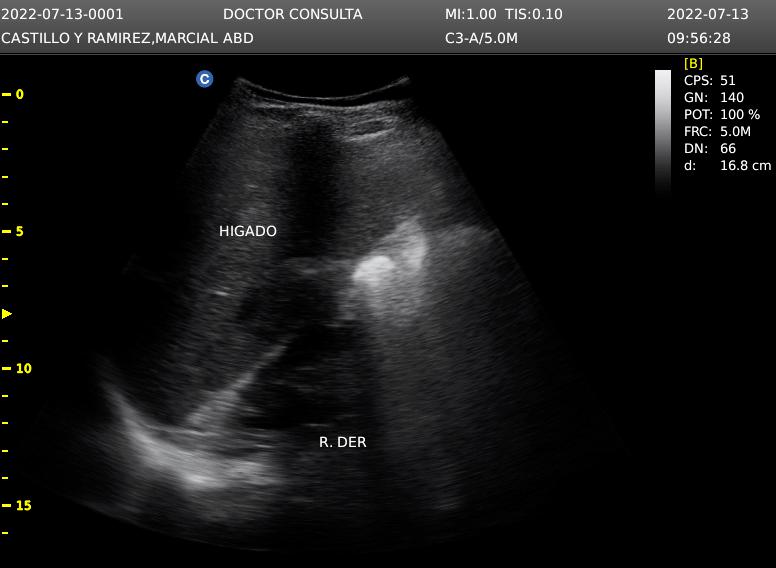 2022-07-13-0001 DOCTOR CONSULTA MI:1.00 TIS:0.10 2022-07-13
CASTILLO Y RAMIREZ,MARCIAL ABD C3-A/5.0M 09:56:28
C
[B]
CPS: 51
GN: 140
POT: 100 %
FRC: 5.0M
DN: 66
d: 16.8 cm
0
5
HIGADO
10
R. DER
15